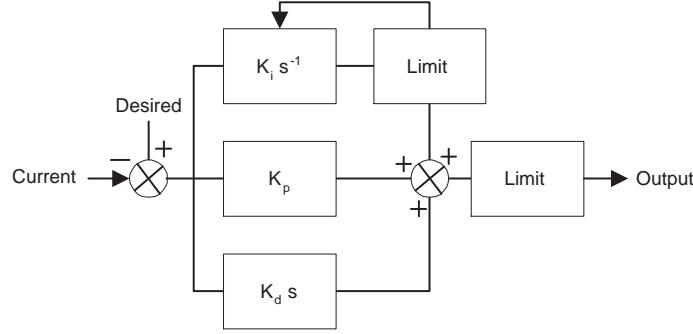 K_i s^-1
Limit
Desired
− +
Current
K_p
+ +
+
Limit
Output
K_d s